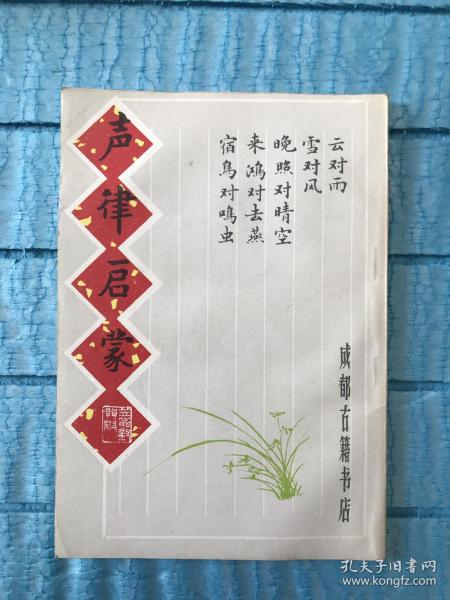 声律启蒙
云对雨
雪对风
晚照对晴空
来鸿对去燕
宿鸟对鸣虫
成都古籍书店
孔夫子旧书网
www.kongfz.com